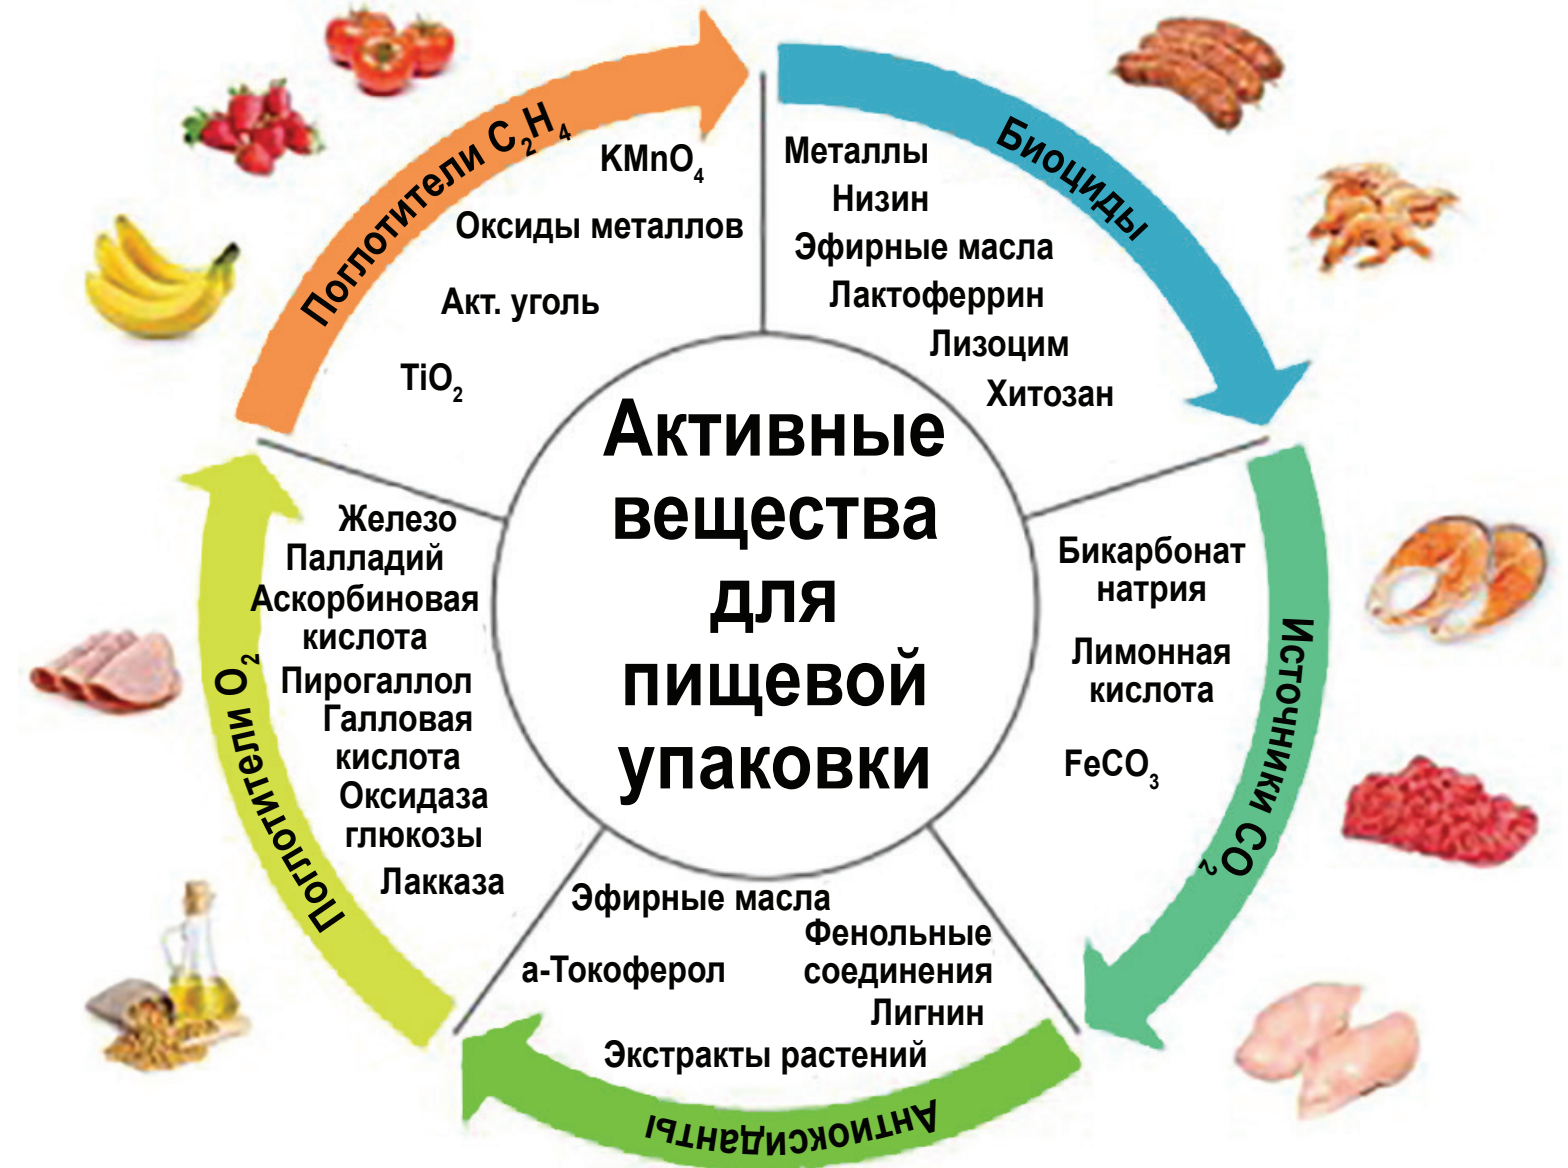 Активные
вещества
для
пищевой
упаковки
Биоциды
Металлы
Низин
Эфирные масла
Лактоферрин
Лизоцим
Хитозан
Источники CO₂
Бикарбонат
натрия
Лимонная
кислота
FeCO₃
Антиоксиданты
Эфирные масла
Фенольные
соединения
а-Токоферол
Лигнин
Экстракты растений
Поглотители O₂
Железо
Палладий
Аскорбиновая
кислота
Пирогаллол
Галловая
кислота
Оксидаза
глюкозы
Лакказа
Поглотители C₂H₄
KMnO₄
Оксиды металлов
Акт. уголь
TiO₂